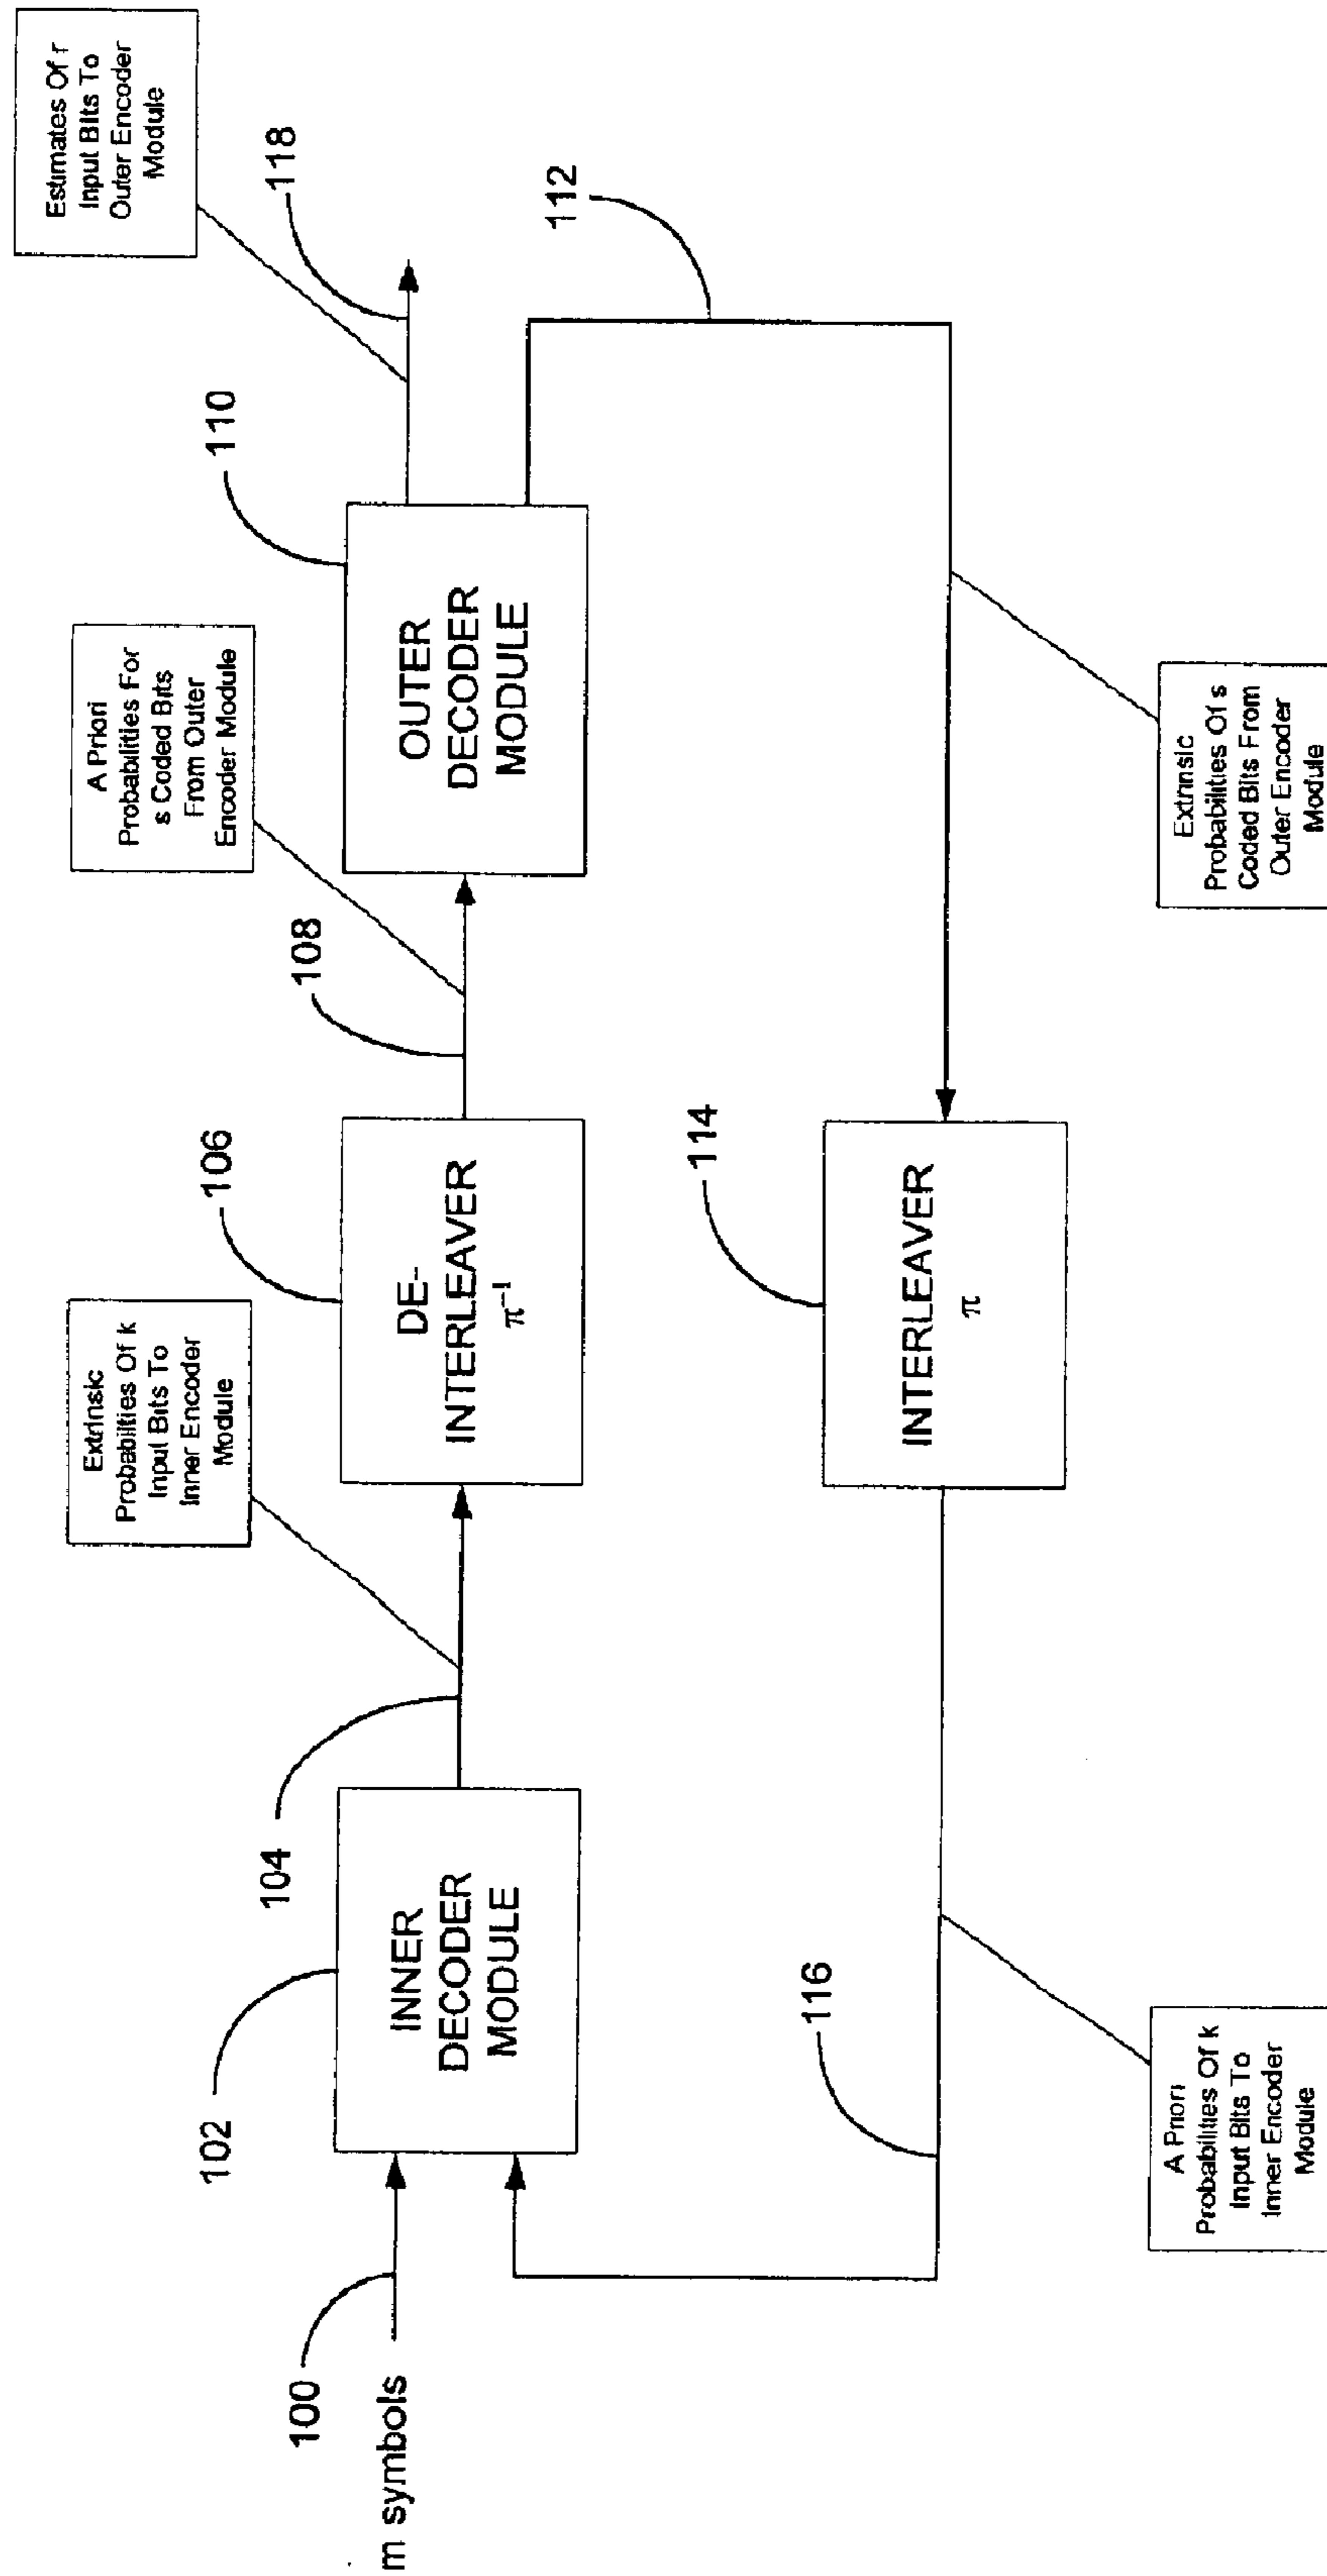 Estimates Of r
Input Bits To
Outer Encoder
Module
118
112
110
A Priori
Probabilities For
s Coded Bits
From Outer
Encoder Module
OUTER
DECODER
MODULE
108
Extrinsic
Probabilities Of s
Coded Bits From
Outer Encoder
Module
106
DE-
INTERLEAVER
π⁻¹
114
INTERLEAVER
π
Extrinsic
Probabilities Of k
Input Bits To
Inner Encoder
Module
104
102
INNER
DECODER
MODULE
116
A Priori
Probabilities Of k
Input Bits To
Inner Encoder
Module
100
m symbols